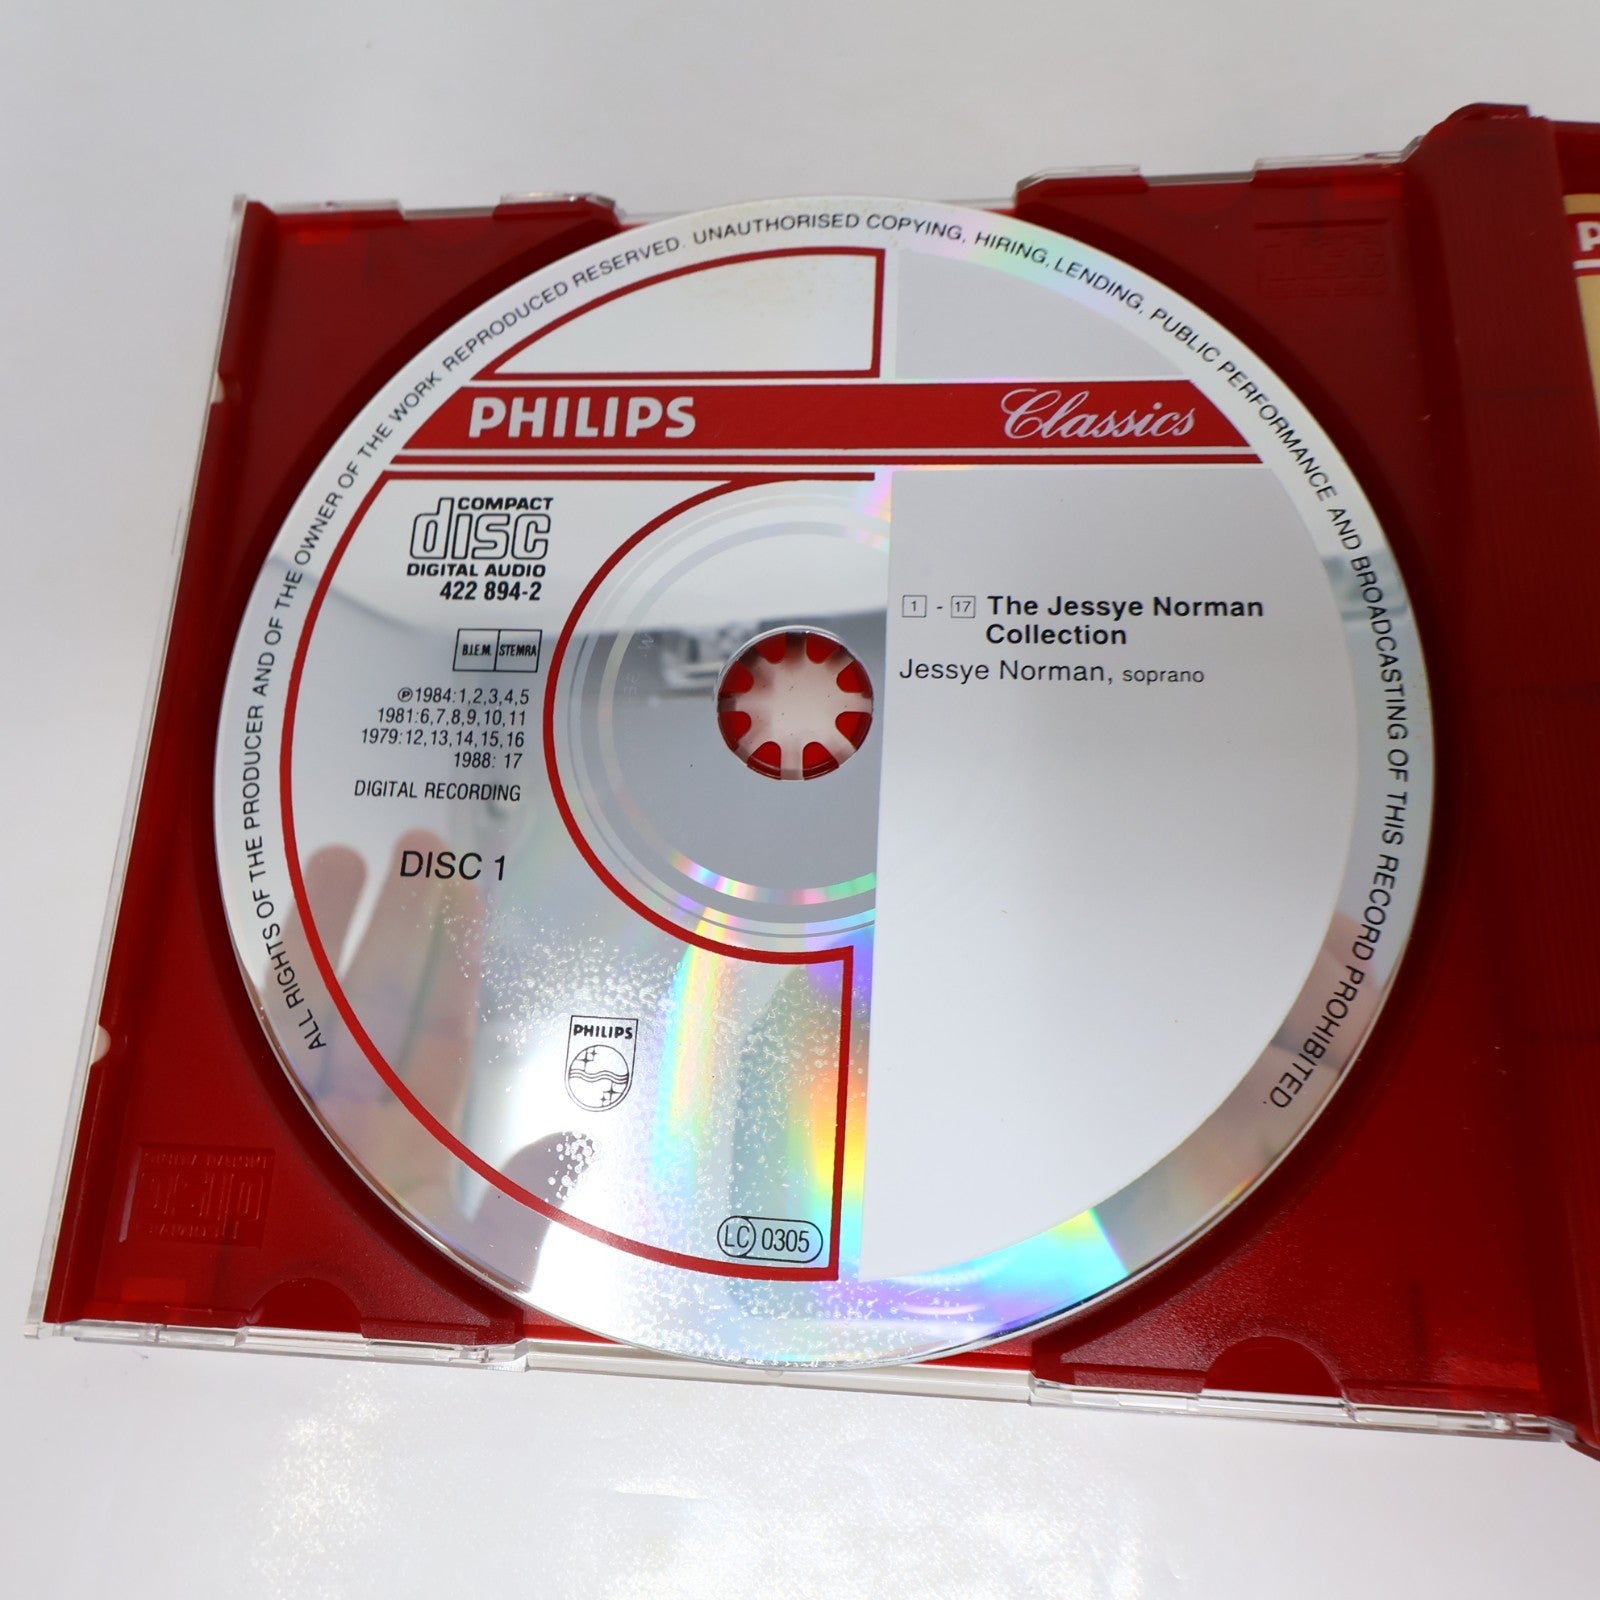 ALL RIGHTS OF THE PRODUCER AND OF THE OWNER OF THE WORK REPRODUCED RESERVED. UNAUTHORISED COPYING, HIRING, LENDING, PUBLIC PERFORMANCE AND BROADCASTING OF THIS RECORD PROHIBITED.
PHILIPS Classics
COMPACT
disc
DIGITAL AUDIO
422 894-2
B.I.E.M. STEMRA
℗1984:1,2,3,4,5
1981:6,7,8,9,10,11
1979:12,13,14,15,16
1988: 17
DIGITAL RECORDING
DISC 1
1 - 17 The Jessye Norman
Collection
Jessye Norman, soprano
PHILIPS
LC 0305